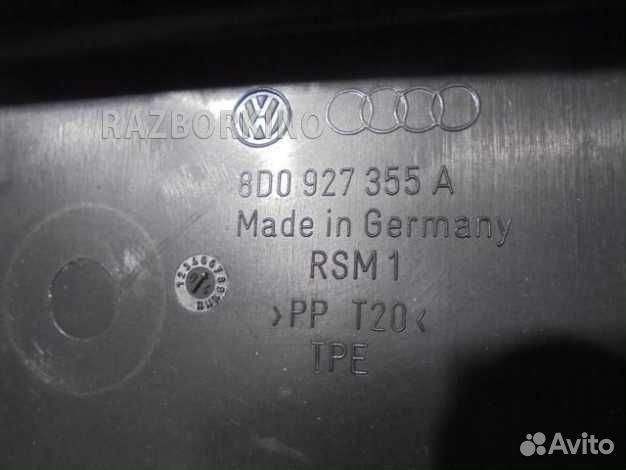 RAZBORKINO
8D0 927 355 A
Made in Germany
RSM 1
>PP T20<
TPE
Avito